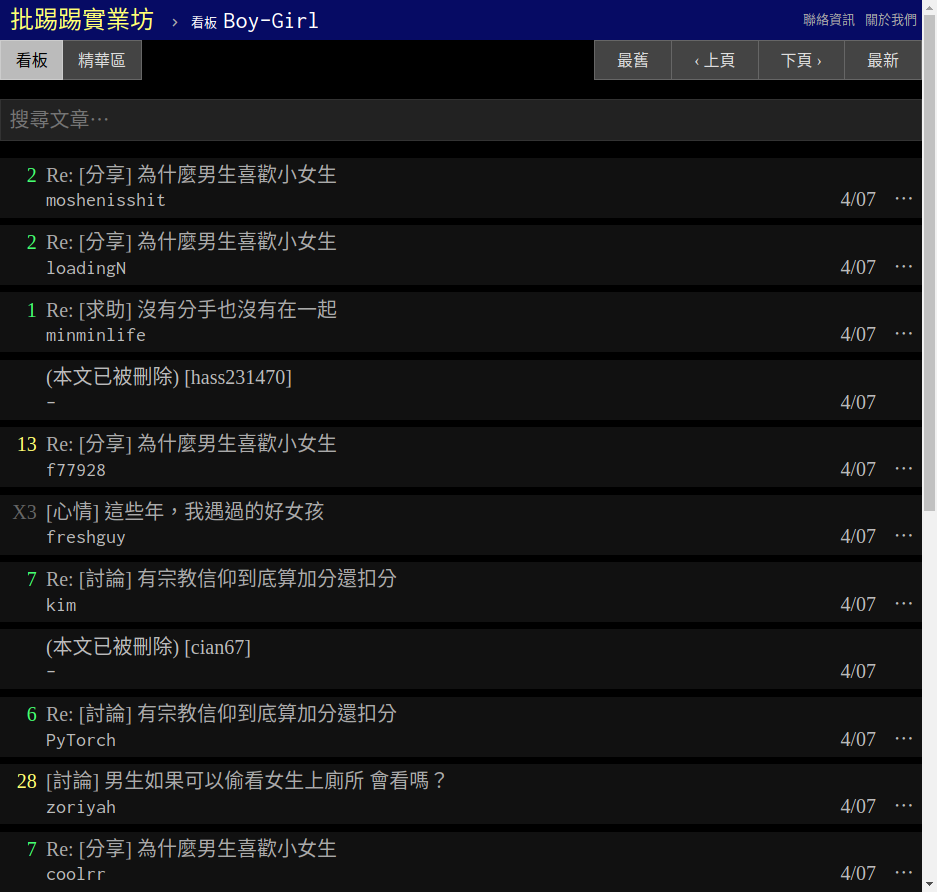 批踢踢實業坊 › 看板 Boy-Girl 聯絡資訊 關於我們
看板 精華區 最舊 ‹ 上頁 下頁 › 最新
搜尋文章⋯
2 Re: [分享] 為什麼男生喜歡小女生
moshenisshit 4/07 ⋯
2 Re: [分享] 為什麼男生喜歡小女生
loadingN 4/07 ⋯
1 Re: [求助] 沒有分手也沒有在一起
minminlife 4/07 ⋯
(本文已被刪除) [hass231470]
- 4/07
13 Re: [分享] 為什麼男生喜歡小女生
f77928 4/07 ⋯
X3 [心情] 這些年，我遇過的好女孩
freshguy 4/07 ⋯
7 Re: [討論] 有宗教信仰到底算加分還扣分
kim 4/07 ⋯
(本文已被刪除) [cian67]
- 4/07
6 Re: [討論] 有宗教信仰到底算加分還扣分
PyTorch 4/07 ⋯
28 [討論] 男生如果可以偷看女生上廁所 會看嗎？
zoriyah 4/07 ⋯
7 Re: [分享] 為什麼男生喜歡小女生
coolrr 4/07 ⋯